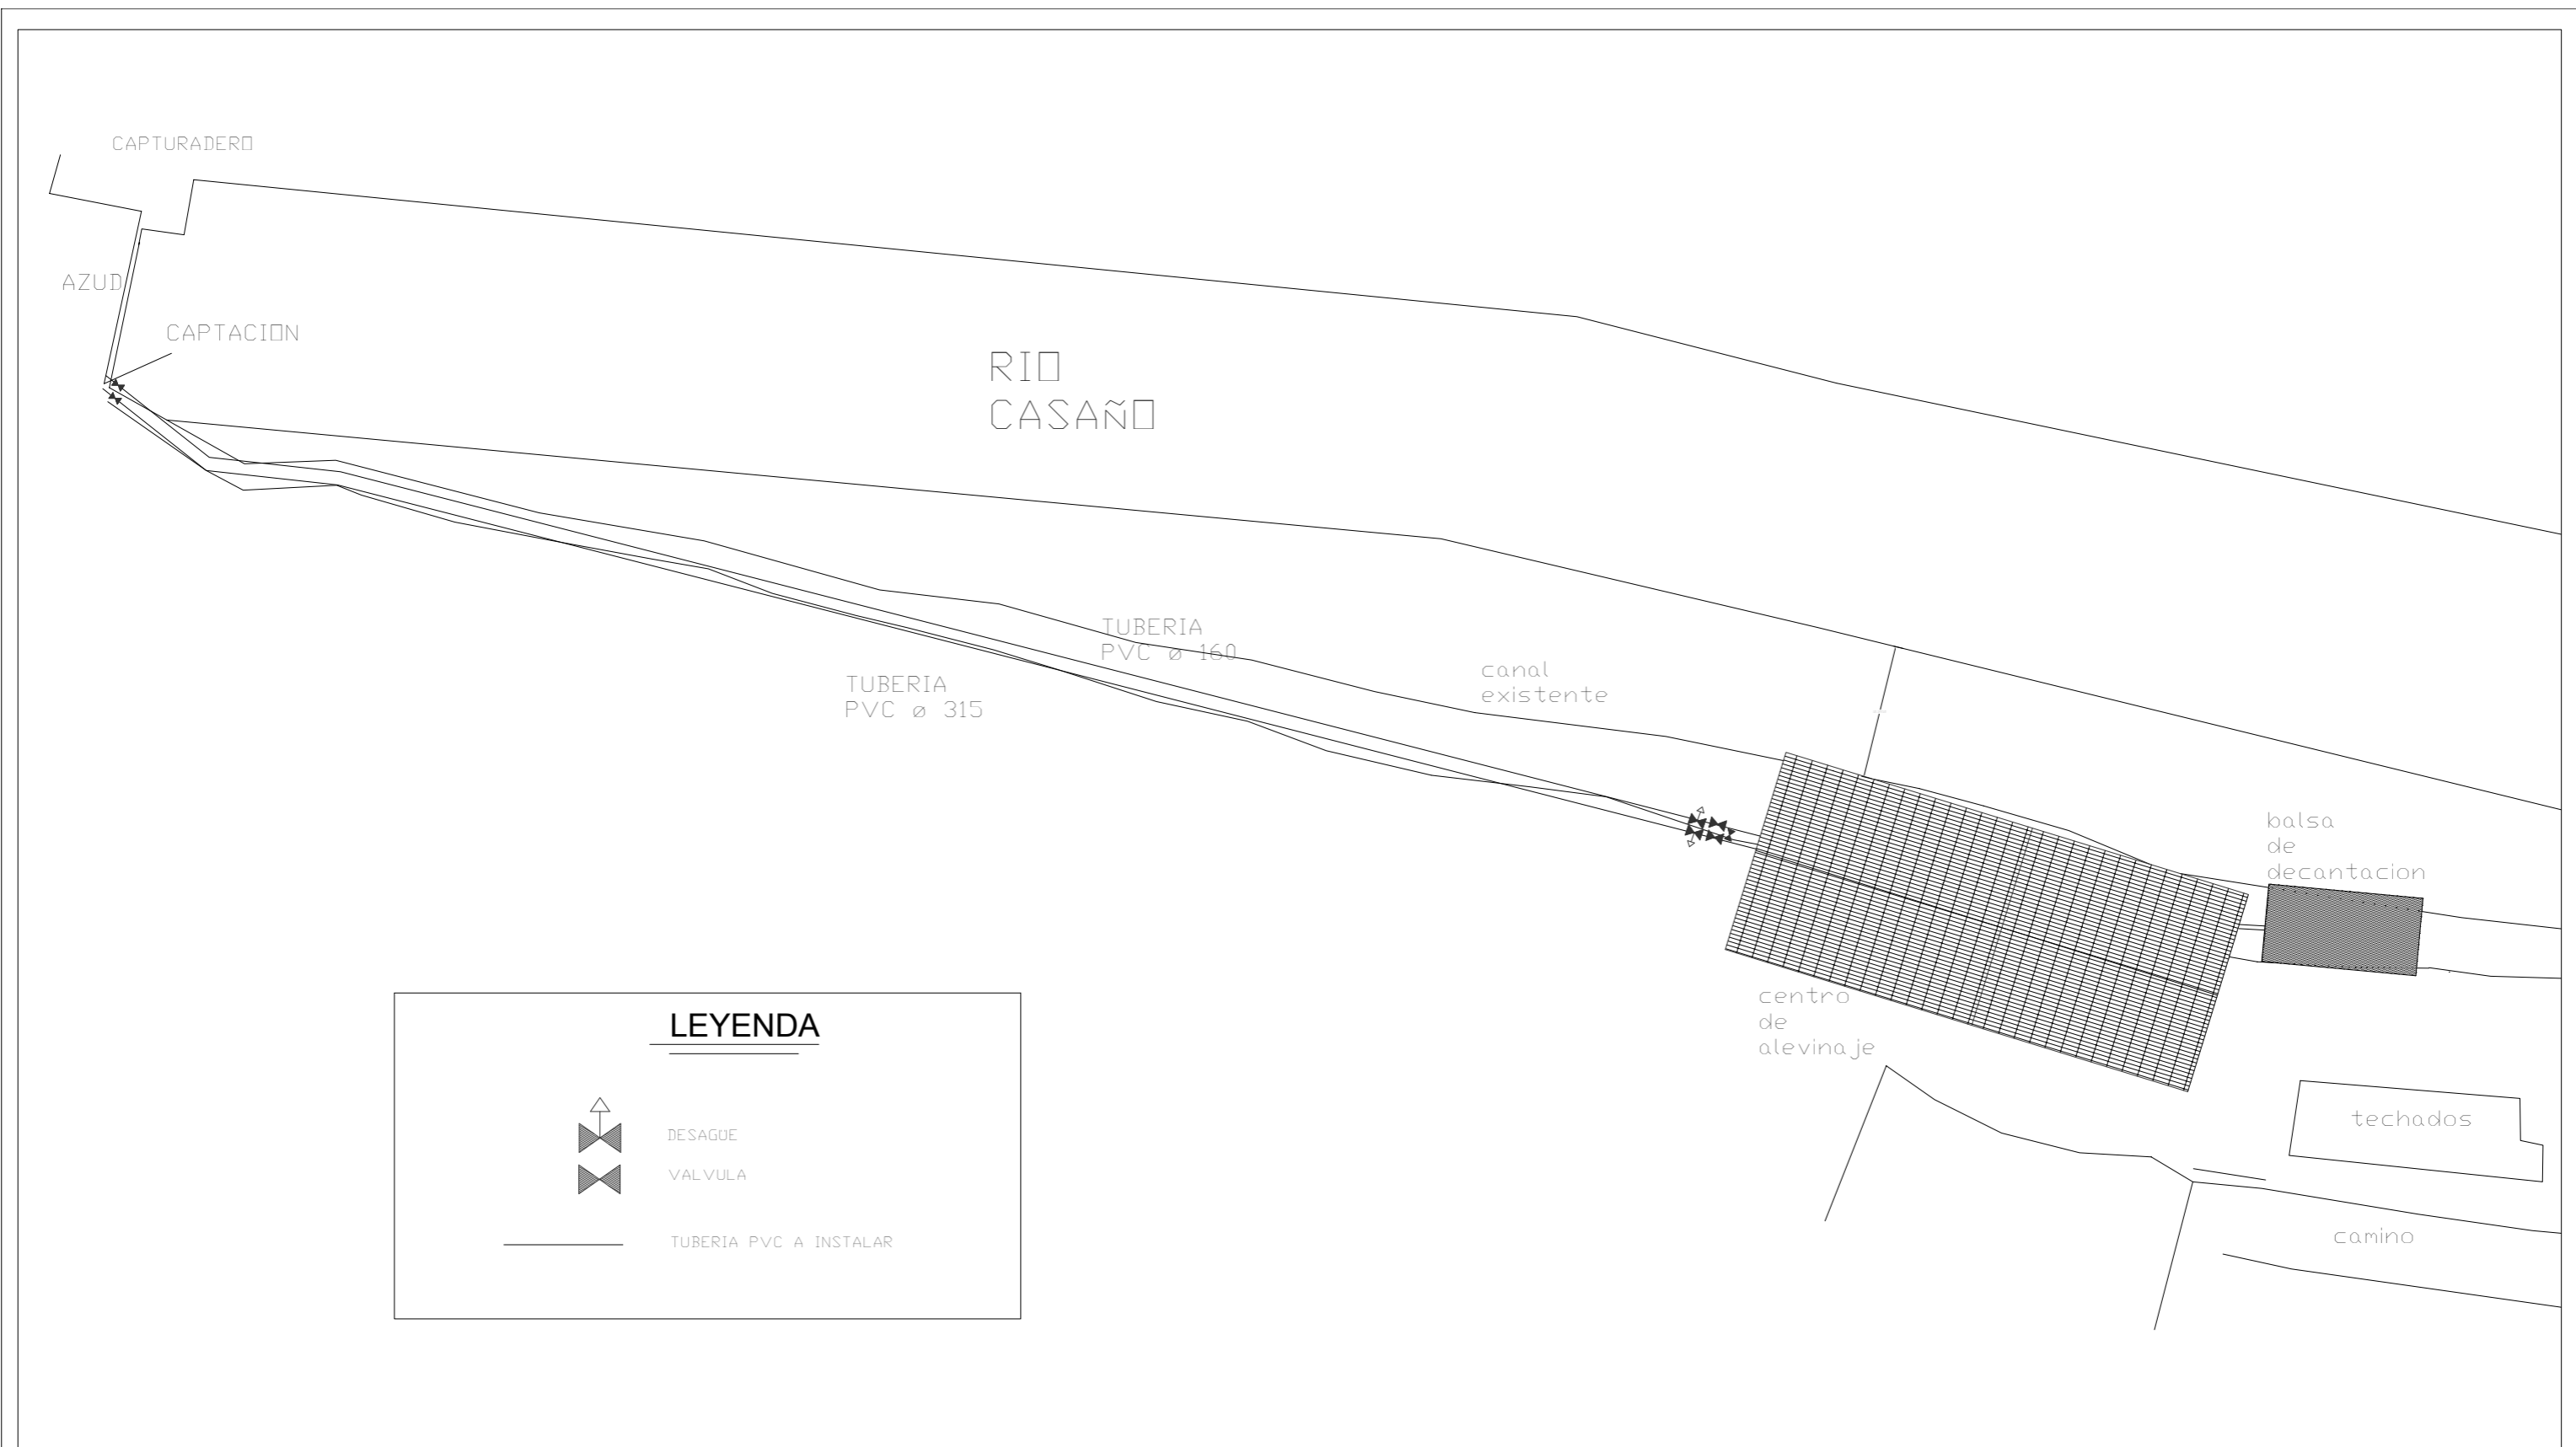 CAPTURADERO
AZUD
CAPTACION
RIO
CASAÑO
TUBERIA
PVC ø 160
TUBERIA
PVC ø 315
canal
existente
balsa
de
decantacion
centro
de
alevinaje
techados
camino
LEYENDA
DESAGUE
VALVULA
TUBERIA PVC A INSTALAR